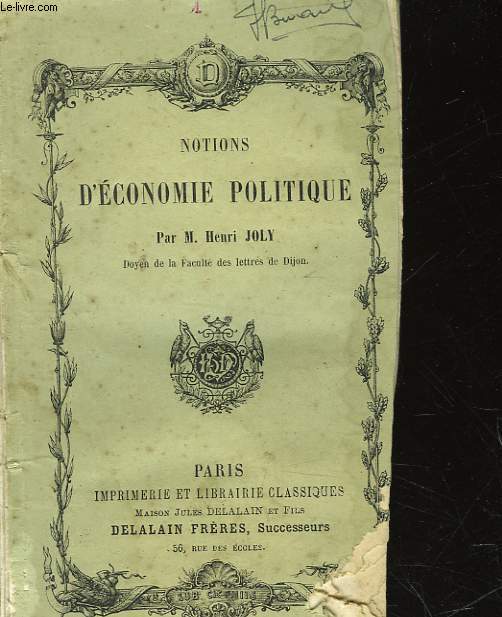 Le-livre.com
D
NOTIONS
D'ÉCONOMIE POLITIQUE
Par M. Henri JOLY
Doyen de la Faculté des lettres de Dijon.
PARIS
IMPRIMERIE ET LIBRAIRIE CLASSIQUES
MAISON JULES DELALAIN ET FILS
DELALAIN FRÈRES, Successeurs
56, RUE DES ÉCOLES.